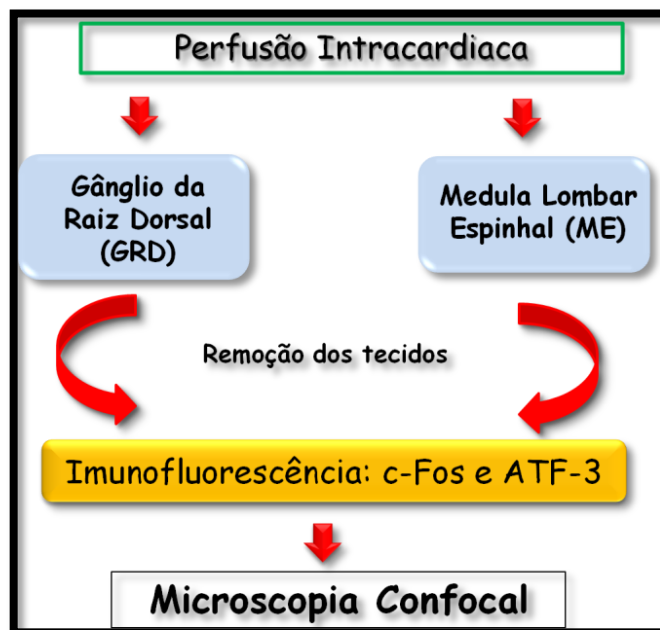 Perfusão Intracardiaca
Gânglio da
Raiz Dorsal
(GRD)
Medula Lombar
Espinhal (ME)
Remoção dos tecidos
Imunofluorescência: c-Fos e ATF-3
Microscopia Confocal